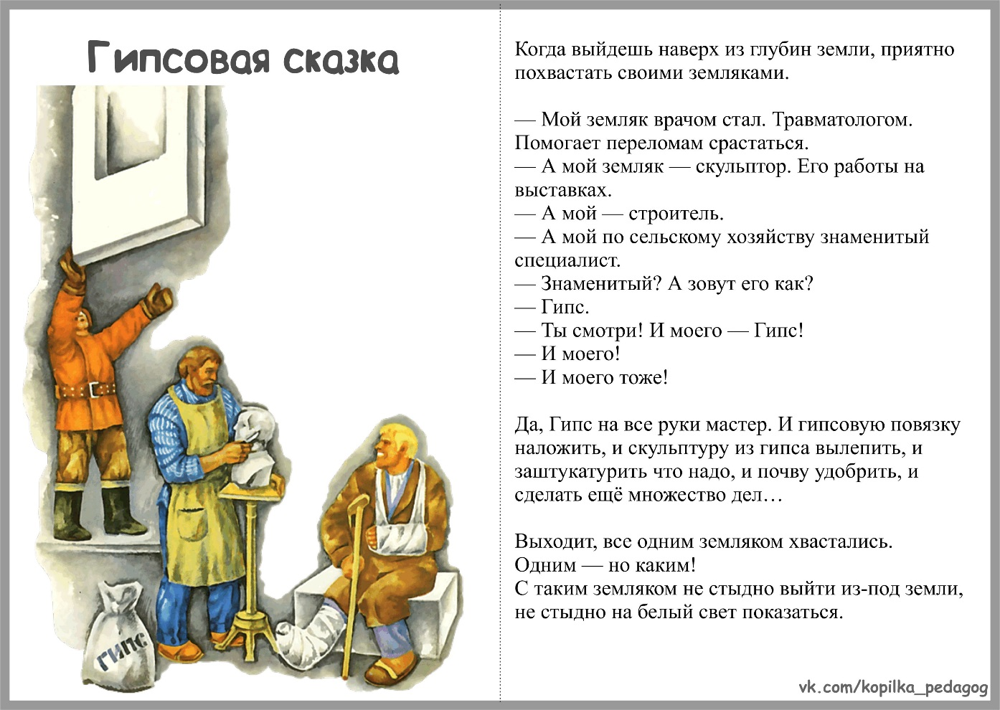 Гипсовая сказка
ГИПС
Когда выйдешь наверх из глубин земли, приятно
похвастать своими земляками.
— Мой земляк врачом стал. Травматологом.
Помогает переломам срастаться.
— А мой земляк — скульптор. Его работы на
выставках.
— А мой — строитель.
— А мой по сельскому хозяйству знаменитый
специалист.
— Знаменитый? А зовут его как?
— Гипс.
— Ты смотри! И моего — Гипс!
— И моего!
— И моего тоже!
Да, Гипс на все руки мастер. И гипсовую повязку
наложить, и скульптуру из гипса вылепить, и
заштукатурить что надо, и почву удобрить, и
сделать ещё множество дел…
Выходит, все одним земляком хвастались.
Одним — но каким!
С таким земляком не стыдно выйти из-под земли,
не стыдно на белый свет показаться.
vk.com/kopilka_pedagog